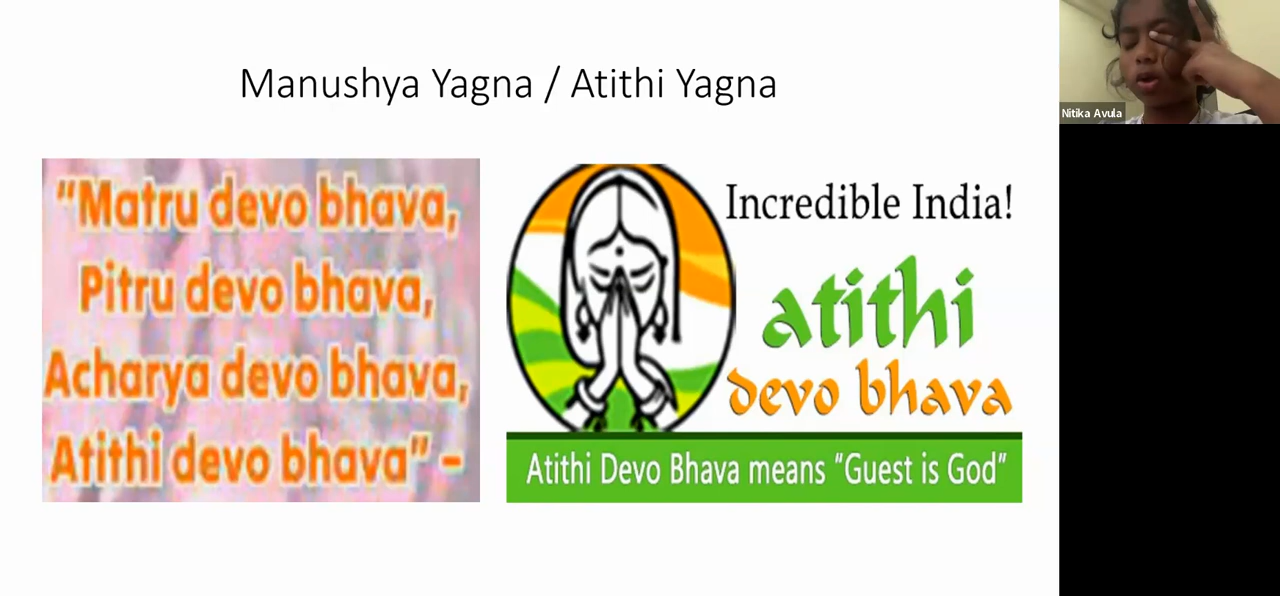 Manushya Yagna / Atithi Yagna
"Matru devo bhava,
Pitru devo bhava,
Acharya devo bhava,
Atithi devo bhava" –
Incredible India!
atithi
devo bhava
Atithi Devo Bhava means "Guest is God"
Nitika Avula